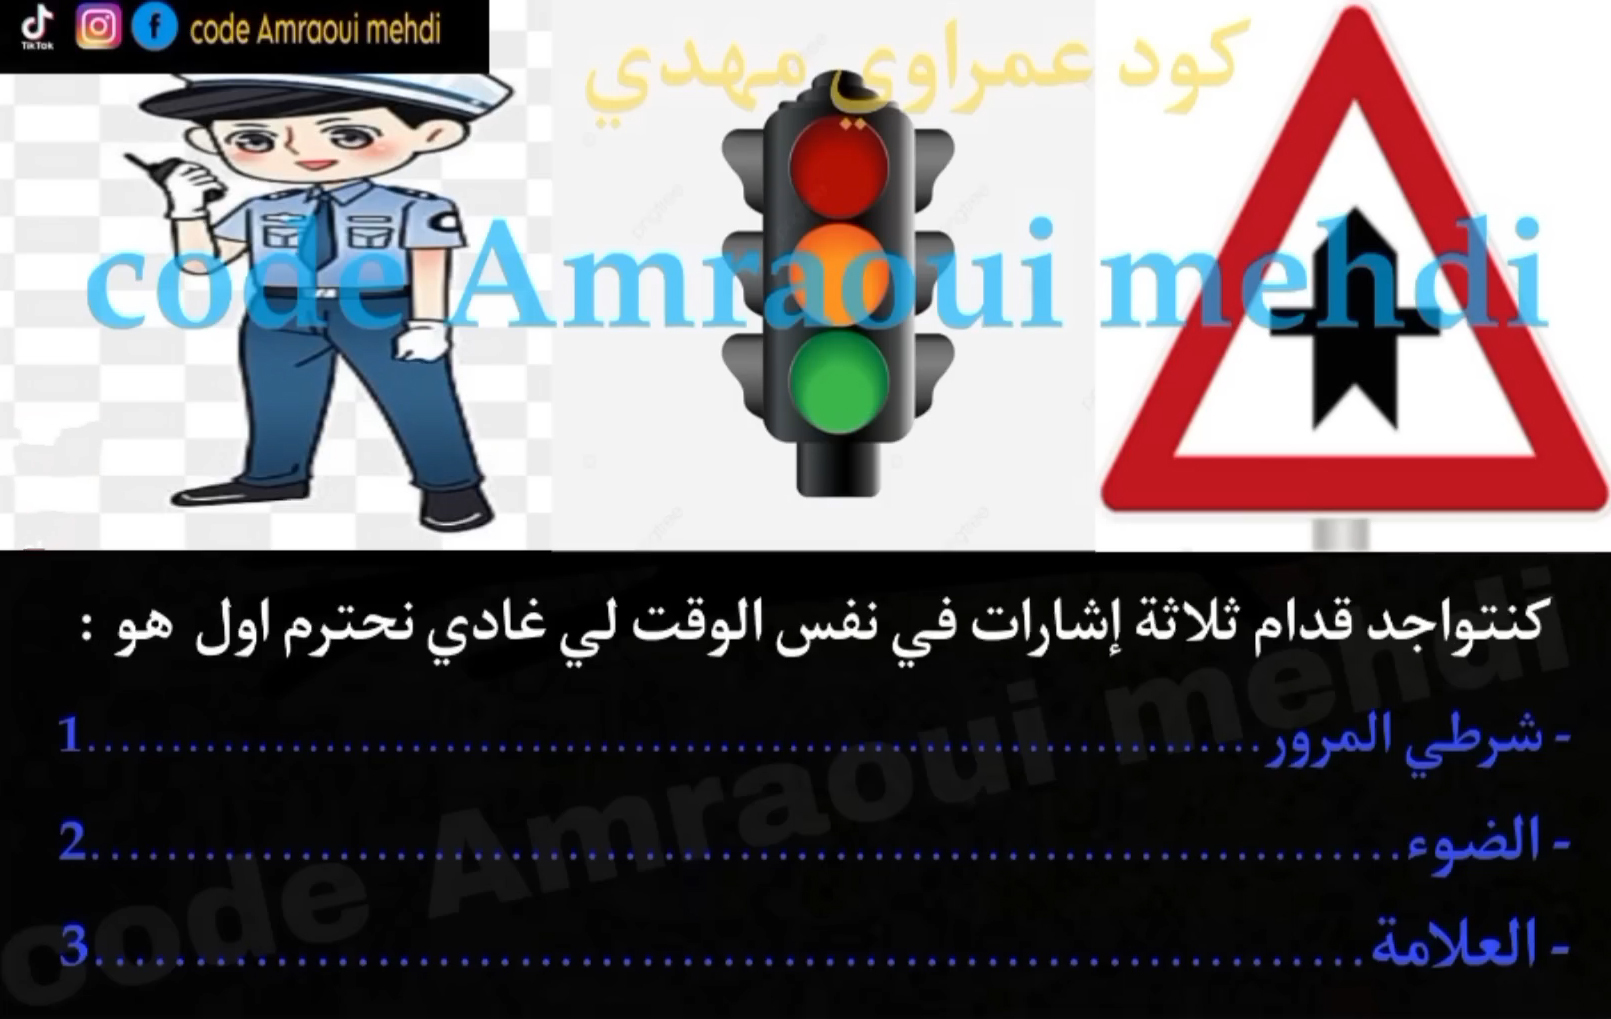 TikTok
code Amraoui mehdi
كود عمراوي مهدي
code Amraoui mehdi
كنتواجد قدام ثلاثة إشارات في نفس الوقت لي غادي نحترم اول هو :
- شرطي المرور....................1
- الضوء....................2
- العلامة....................3
code Amraoui mehdi